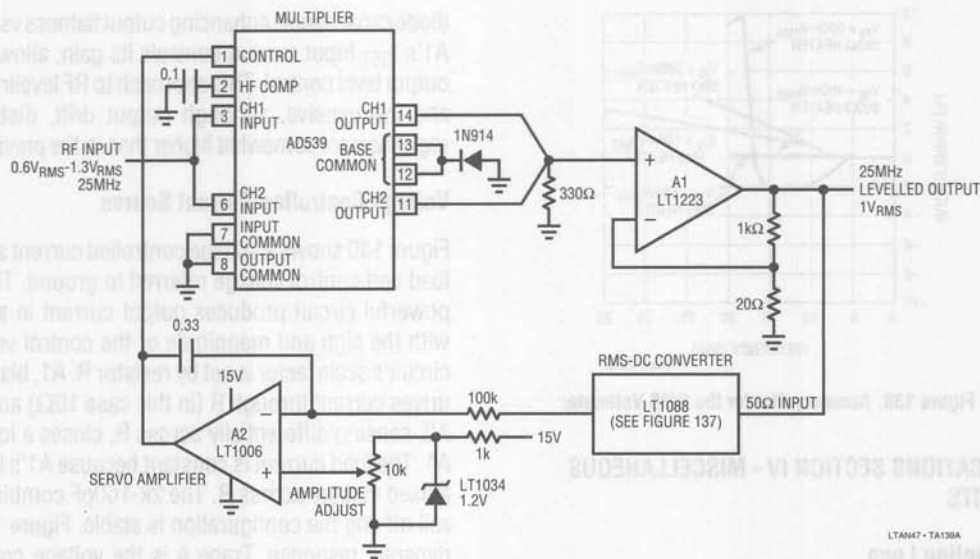 MULTIPLIER
1 CONTROL
0.1
2 HF COMP
3 CH1 INPUT
CH1 OUTPUT 14
AD539
BASE COMMON
13
12
1N914
RF INPUT
0.6VRMS-1.3VRMS
25MHz
6 CH2 INPUT
CH2 OUTPUT 11
7 INPUT COMMON
8 OUTPUT COMMON
330Ω
+
−
A1
LT1223
25MHz
LEVELLED OUTPUT
1VRMS
1kΩ
20Ω
RMS-DC CONVERTER
LT1088
(SEE FIGURE 137)
50Ω INPUT
0.33
15V
A2
LT1006
SERVO AMPLIFIER
100k
1k
15V
10k
AMPLITUDE
ADJUST
LT1034
1.2V
LTAN47 • TA139A